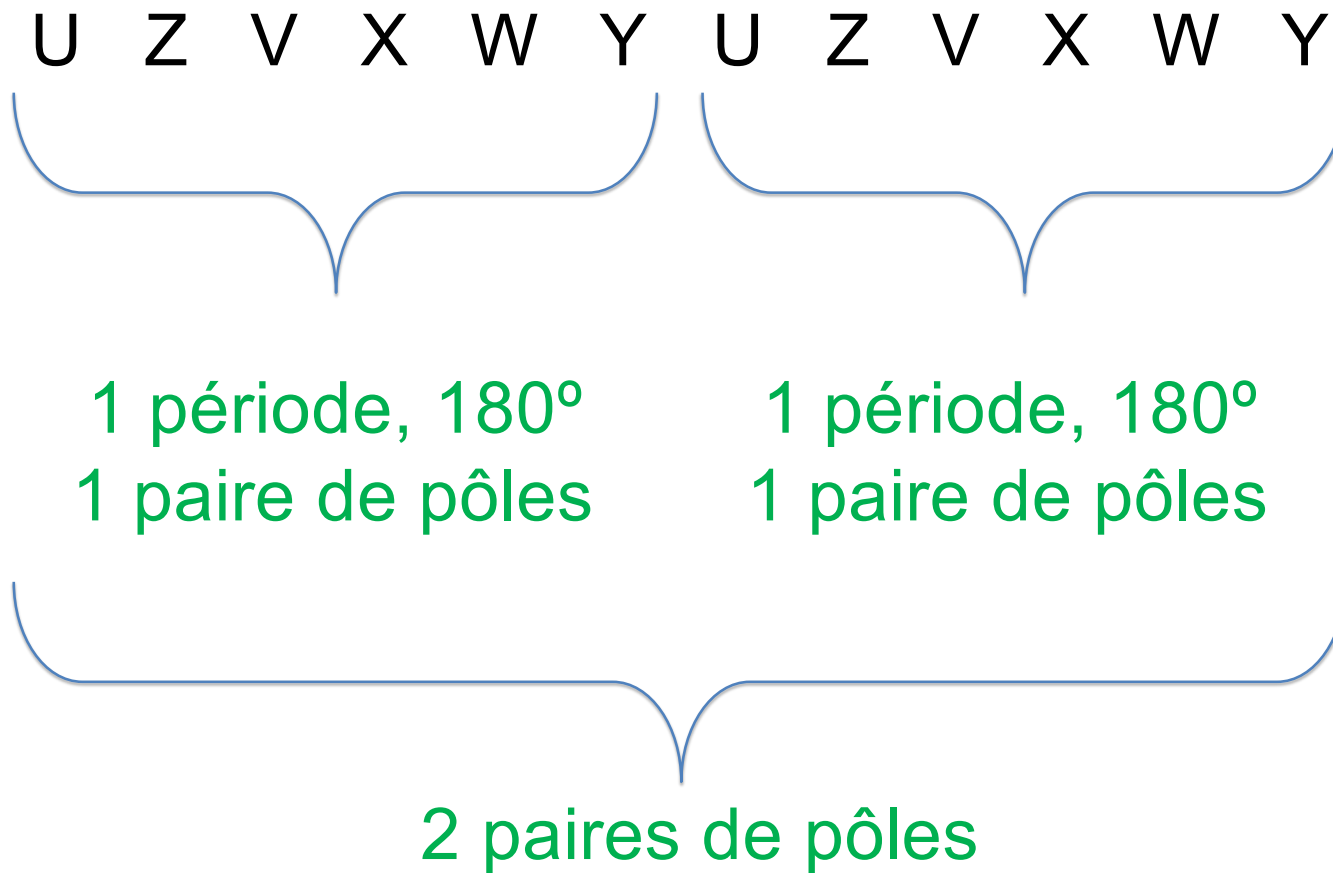 U Z V X W Y U Z V X W Y
1 période, 180º 1 période, 180º
1 paire de pôles 1 paire de pôles
2 paires de pôles